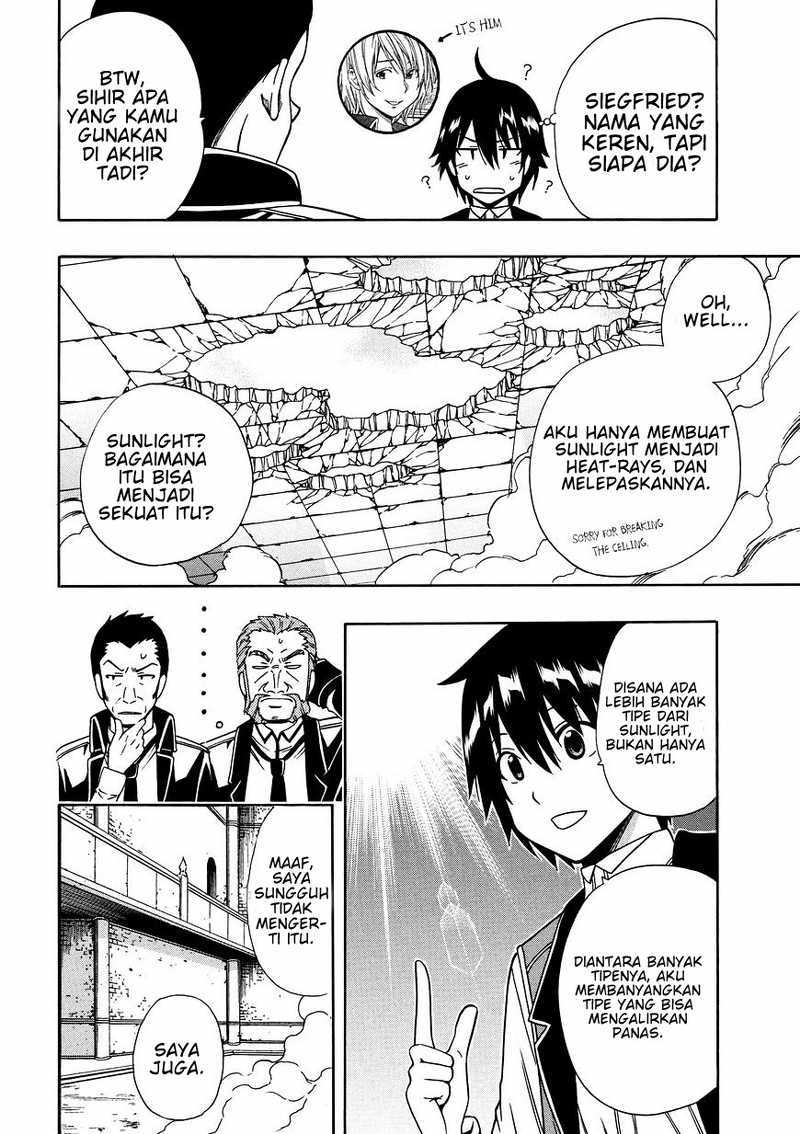 IT'S HIM
SIEGFRIED?
NAMA YANG
KEREN, TAPI
SIAPA DIA?
?
?
?
BTW,
SIHIR APA
YANG KAMU
GUNAKAN
DI AKHIR
TADI?
OH,
WELL...
AKU HANYA MEMBUAT
SUNLIGHT MENJADI
HEAT-RAYS, DAN
MELEPASKANNYA.
SORRY FOR BREAKING
THE CEILING.
SUNLIGHT?
BAGAIMANA
ITU BISA
MENJADI
SEKUAT ITU?
DISANA ADA
LEBIH BANYAK
TIPE DARI
SUNLIGHT,
BUKAN HANYA
SATU.
DIANTARA BANYAK
TIPENYA, AKU
MEMBAYANGKAN
TIPE YANG BISA
MENGALIRKAN
PANAS.
MAAF,
SAYA
SUNGGUH
TIDAK
MENGER-
TI ITU.
SAYA
JUGA.